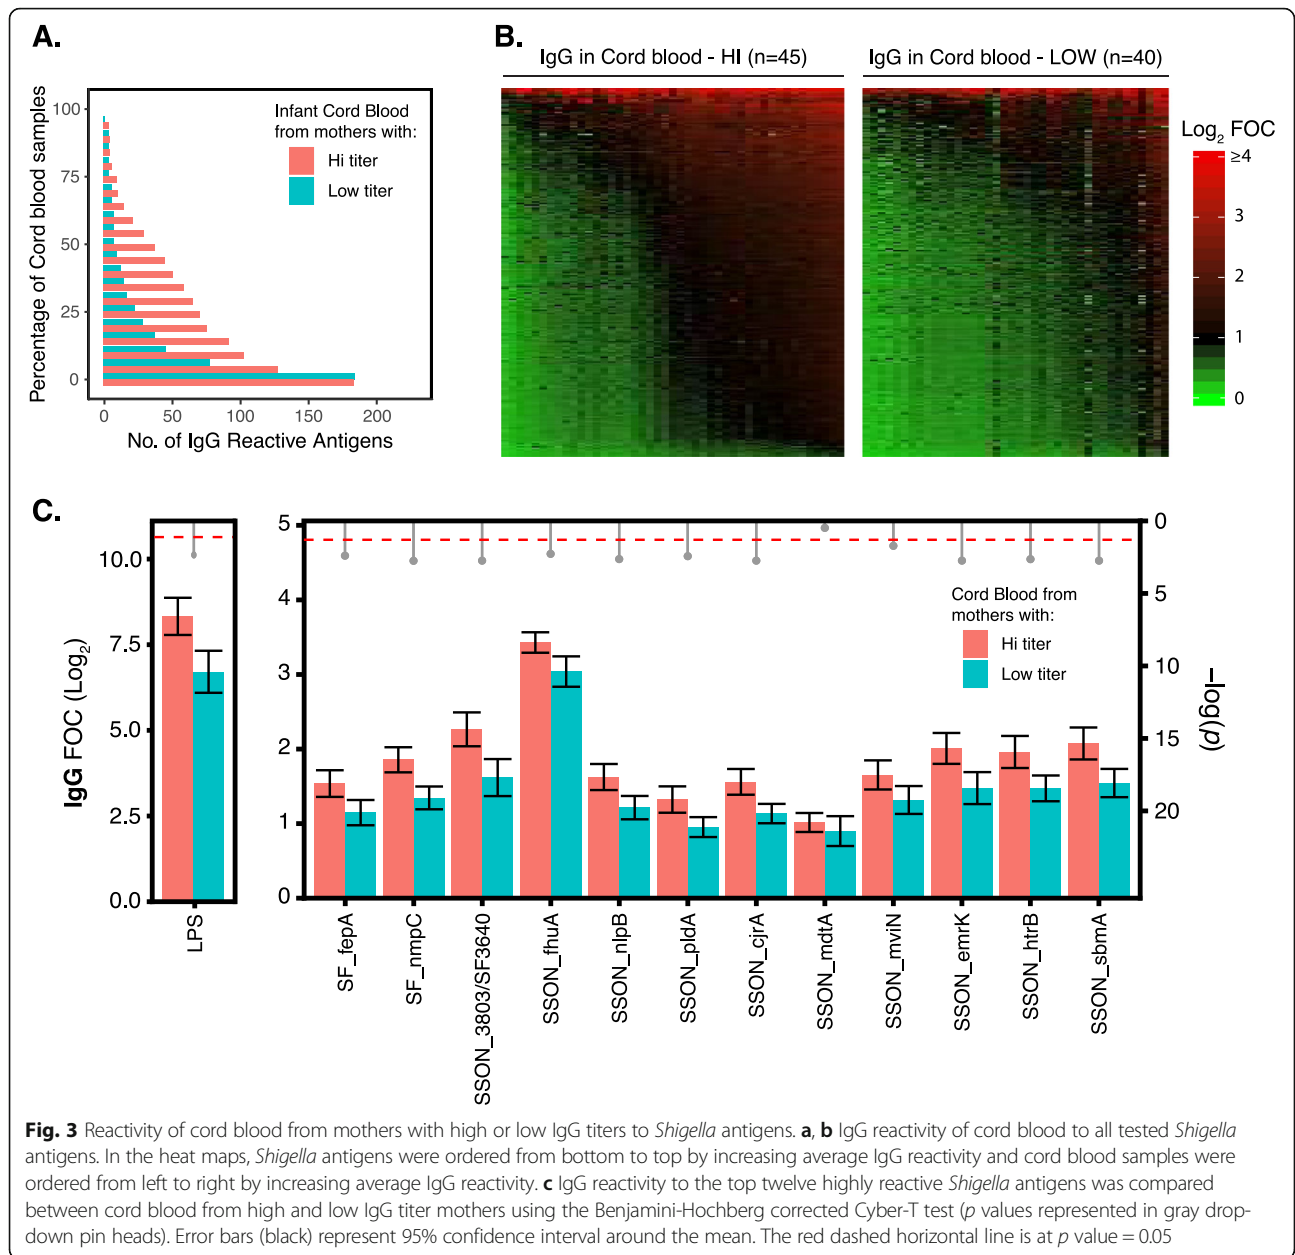 A.
Percentage of Cord blood samples
100
75
50
25
0
0 50 100 150 200
No. of IgG Reactive Antigens
Infant Cord Blood
from mothers with:
Hi titer
Low titer
B.
IgG in Cord blood - HI (n=45)
IgG in Cord blood - LOW (n=40)
Log2 FOC
≥4
3
2
1
0
C.
IgG FOC (Log2)
10.0
7.5
5.0
2.5
0.0
LPS
5
4
3
2
1
0
Cord Blood from
mothers with:
Hi titer
Low titer
0
5
10
15
20
−log(p)
SF_fepA
SF_nmpC
SSON_3803/SF3640
SSON_fhuA
SSON_nlpB
SSON_pldA
SSON_cjrA
SSON_mdtA
SSON_mviN
SSON_emrK
SSON_htrB
SSON_sbmA
Fig. 3 Reactivity of cord blood from mothers with high or low IgG titers to Shigella antigens. a, b IgG reactivity of cord blood to all tested Shigella
antigens. In the heat maps, Shigella antigens were ordered from bottom to top by increasing average IgG reactivity and cord blood samples were
ordered from left to right by increasing average IgG reactivity. c IgG reactivity to the top twelve highly reactive Shigella antigens was compared
between cord blood from high and low IgG titer mothers using the Benjamini-Hochberg corrected Cyber-T test (p values represented in gray drop-
down pin heads). Error bars (black) represent 95% confidence interval around the mean. The red dashed horizontal line is at p value = 0.05